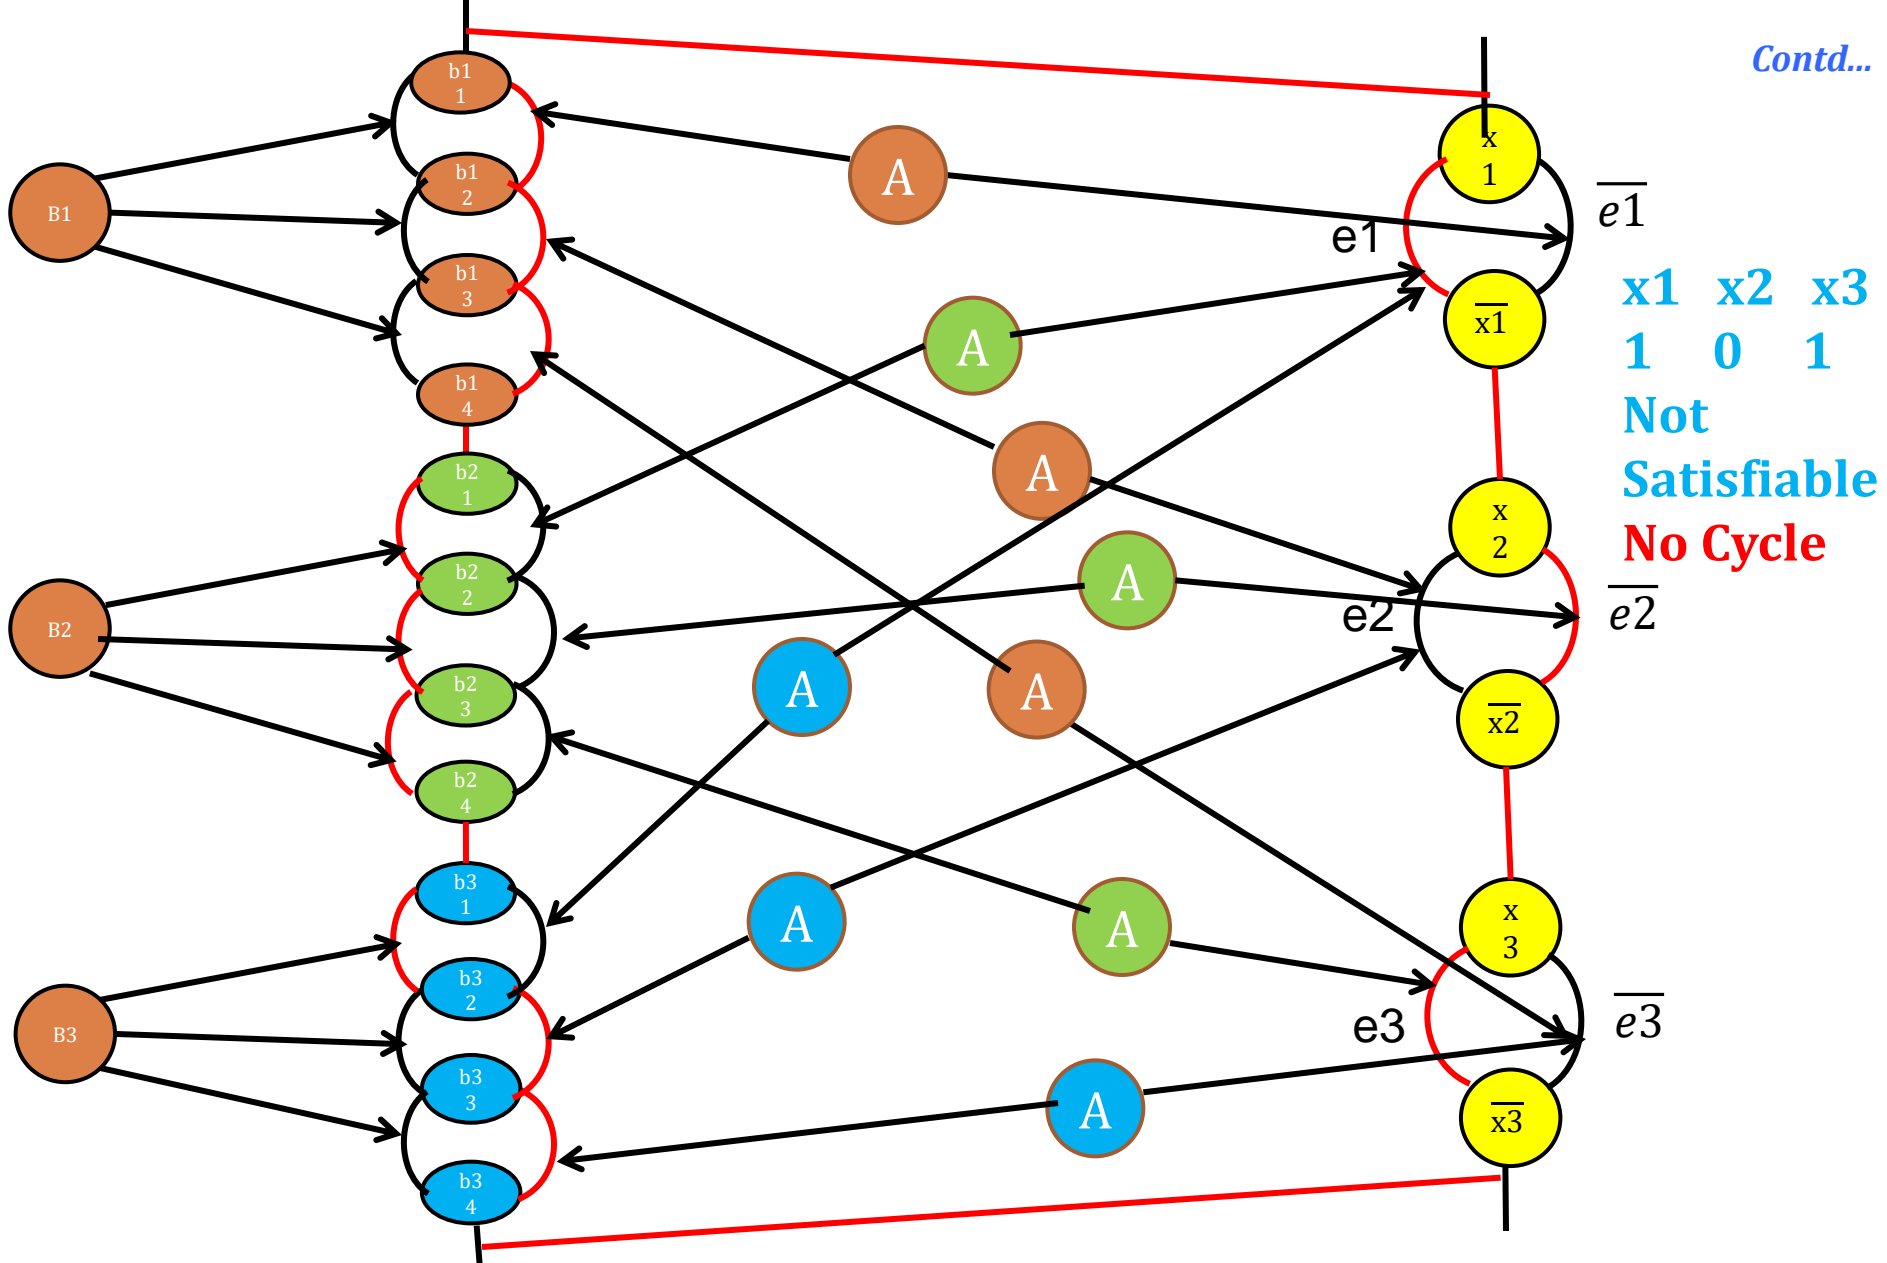 Contd...
b1
1
b1
2
b1
3
b1
4
b2
1
b2
2
b2
3
b2
4
b3
1
b3
2
b3
3
b3
4
B1
B2
B3
A
A
A
A
A
A
A
A
A
x
1
x1
x
2
x2
x
3
x3
e1
e1
e2
e2
e3
e3
x1 x2 x3
1 0 1
Not
Satisfiable
No Cycle